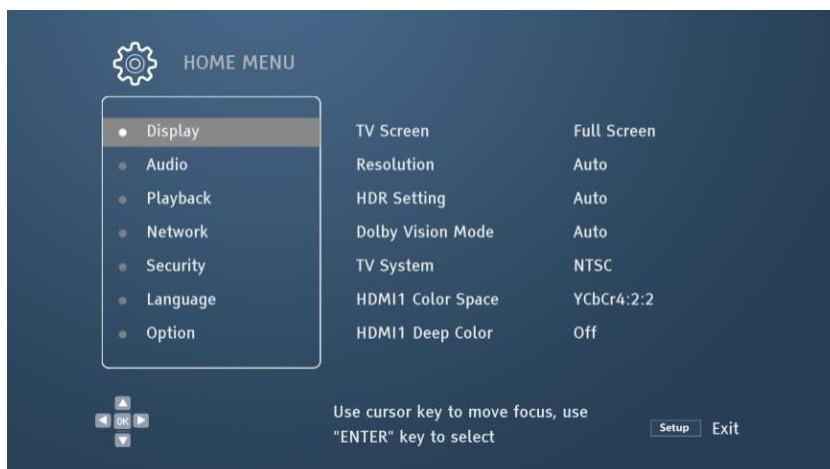 HOME MENU
Display
Audio
Playback
Network
Security
Language
Option
TV Screen Full Screen
Resolution Auto
HDR Setting Auto
Dolby Vision Mode Auto
TV System NTSC
HDMI1 Color Space YCbCr4:2:2
HDMI1 Deep Color Off
OK
Use cursor key to move focus, use
"ENTER" key to select
Setup Exit